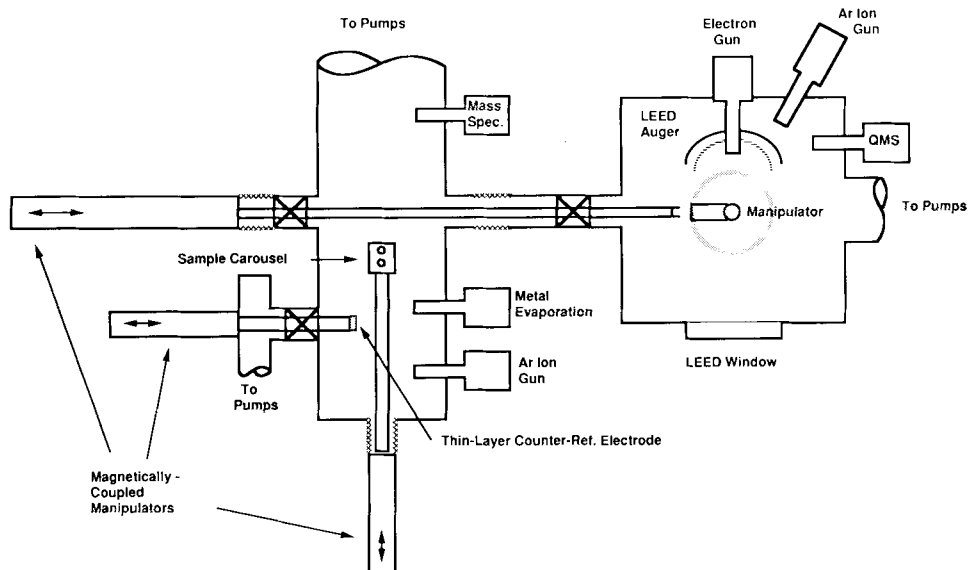 To Pumps
Electron
Gun
Ar Ion
Gun
Mass
Spec.
LEED
Auger
QMS
Manipulator
To Pumps
Sample Carousel
Metal
Evaporation
LEED Window
Ar Ion
Gun
To
Pumps
Thin-Layer Counter-Ref. Electrode
Magnetically -
Coupled
Manipulators